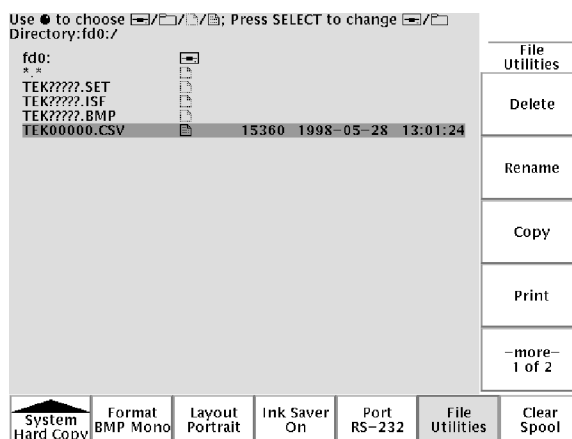 Use to choose / / / ; Press SELECT to change /
Directory:fd0:/
fd0:
*.*
TEK?????.SET
TEK?????.ISF
TEK?????.BMP
TEK00000.CSV 15360 1998-05-28 13:01:24
File
Utilities
Delete
Rename
Copy
Print
-more-
1 of 2
System
Hard Copy
Format
BMP Mono
Layout
Portrait
Ink Saver
On
Port
RS-232
File
Utilities
Clear
Spool